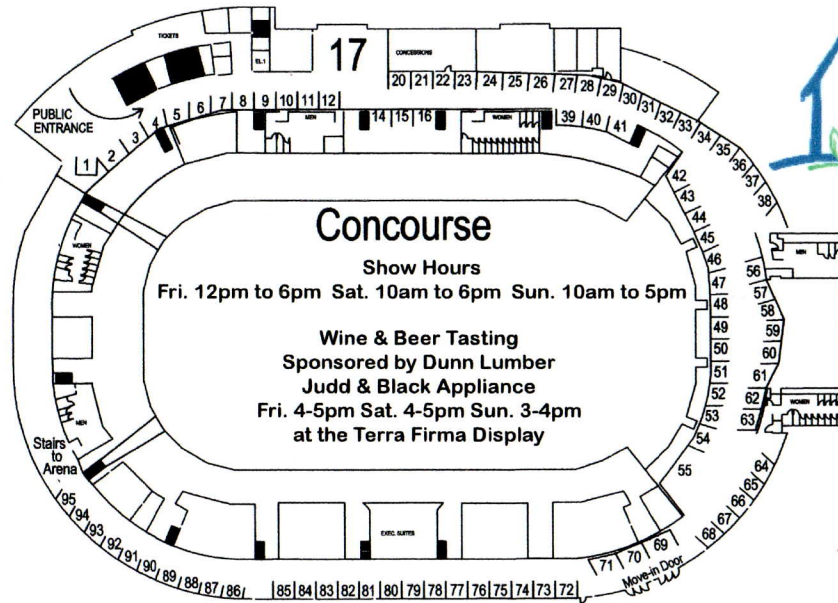 TICKETS
EL.1
17
CONCESSIONS
20 21 22 23 24 25 26 27 28 29 30 31 32 33 34 35 36 37 38
PUBLIC
ENTRANCE
1 2 3 4 5 6 7 8 9 10 11 12
14 15 16
39 40 41
MEN
WOMEN
42
43
44
45
46
47
48
49
50
51
52
53
54
55
MEN
56
57
58
59
60
61
62
63
WOMEN
WOMEN
Concourse
Show Hours
Fri. 12pm to 6pm Sat. 10am to 6pm Sun. 10am to 5pm
Wine & Beer Tasting
Sponsored by Dunn Lumber
Judd & Black Appliance
Fri. 4-5pm Sat. 4-5pm Sun. 3-4pm
at the Terra Firma Display
MEN
Stairs
to
Arena
64
65
66
67
68
69
70
71
Move-in Door
EXEC. SUITES
95
94
93
92
91
90
89
88
87
86
85 84 83 82 81 80 79 78 77 76 75 74 73 72